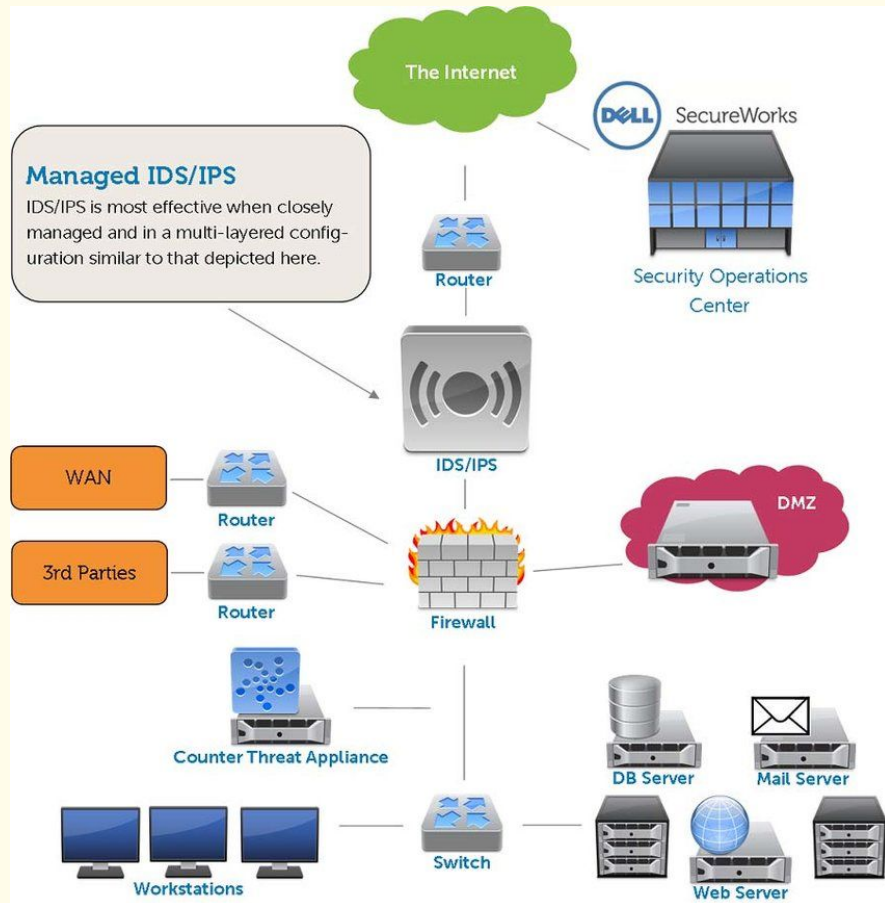 The Internet
DELL SecureWorks
Managed IDS/IPS
IDS/IPS is most effective when closely
managed and in a multi-layered config-
uration similar to that depicted here.
Router
Security Operations
Center
IDS/IPS
WAN
Router
DMZ
3rd Parties
Router
Firewall
Counter Threat Appliance
DB Server
Mail Server
Switch
Workstations
Web Server